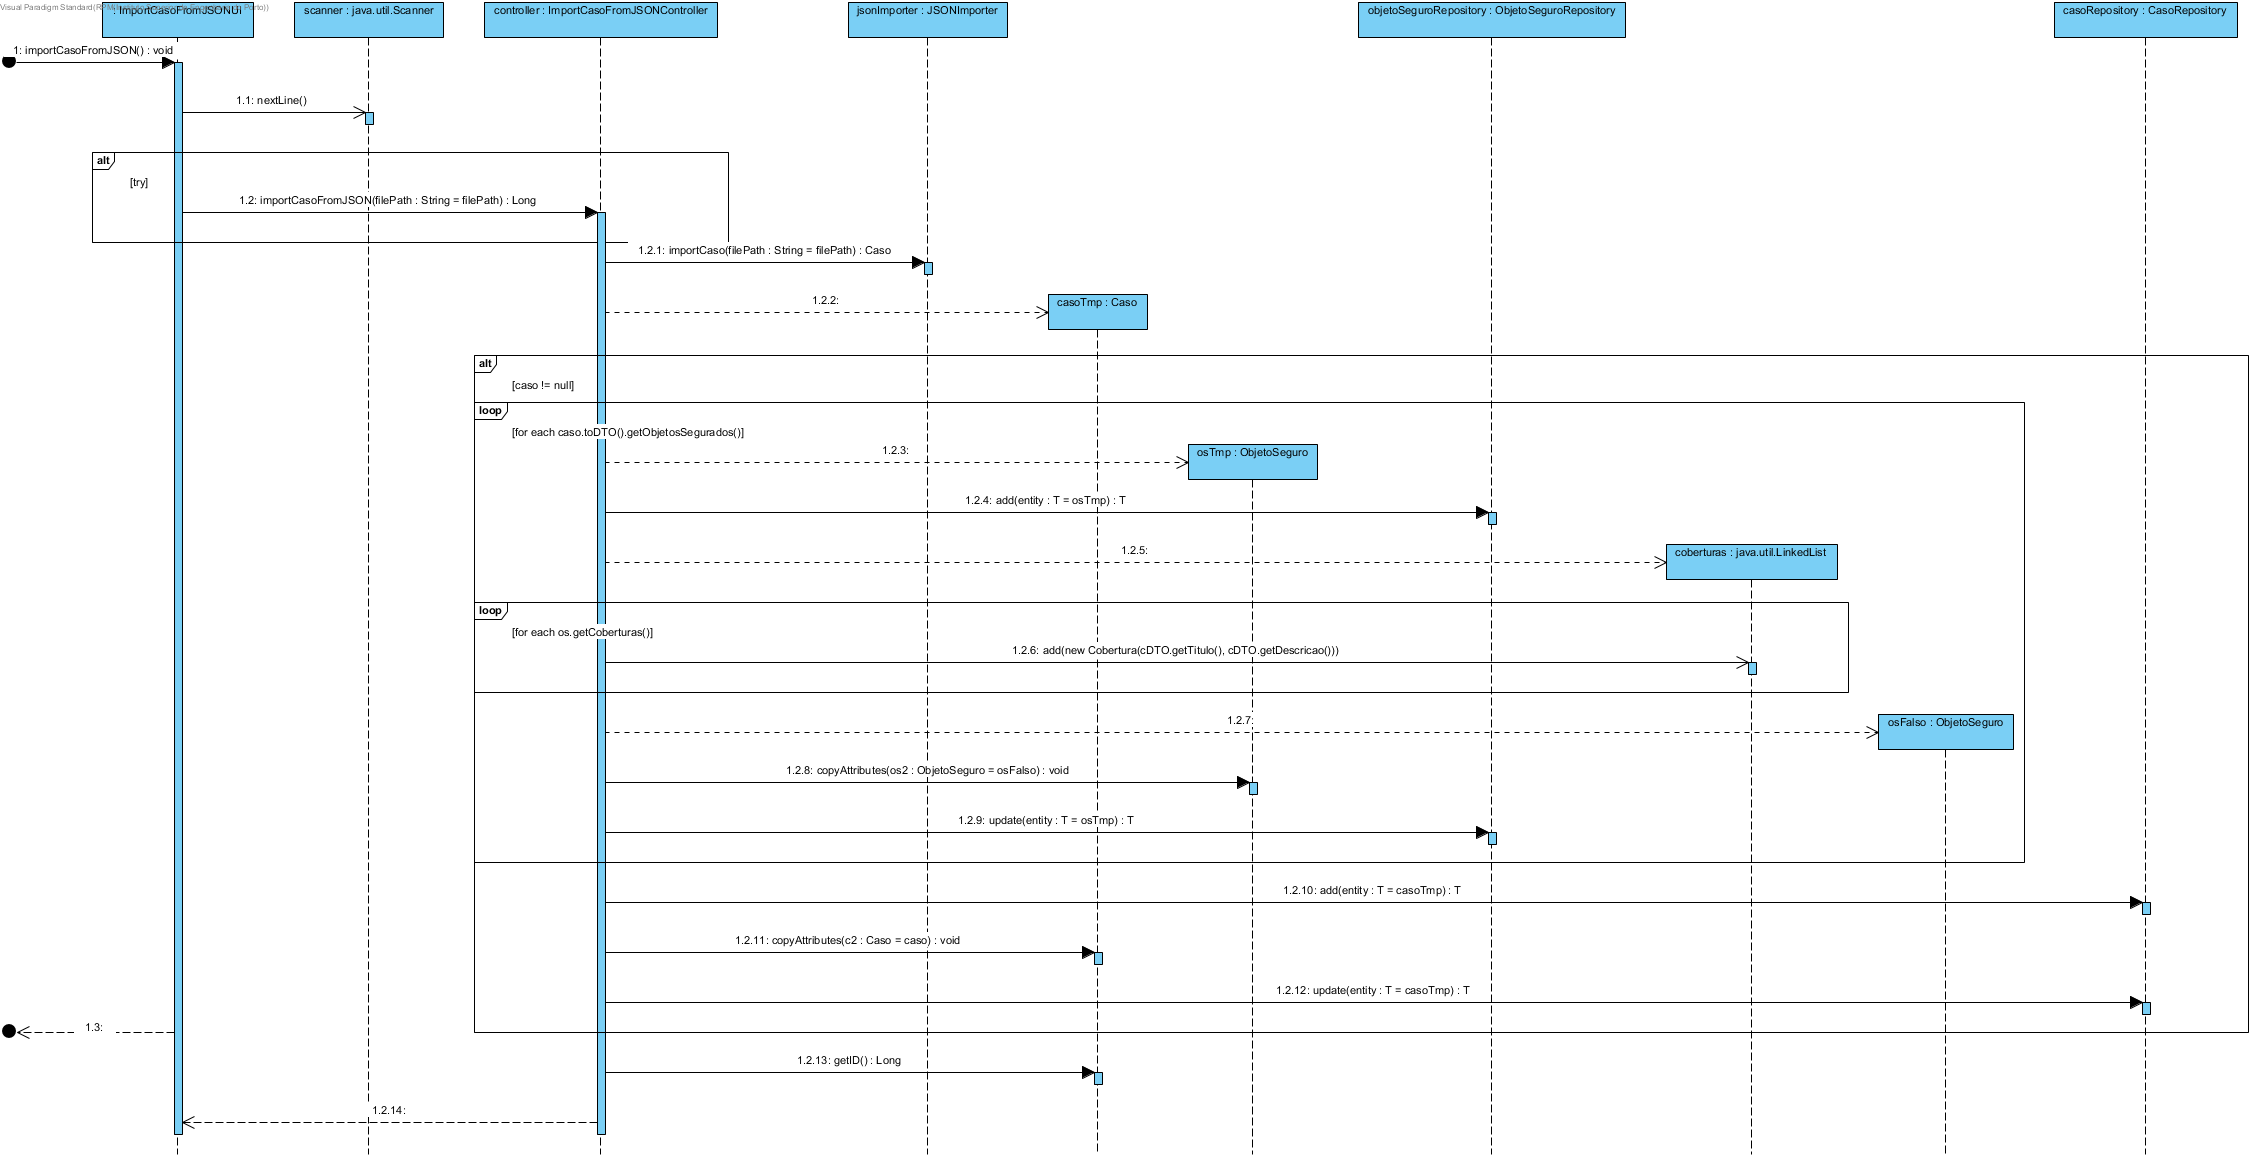 Visual Paradigm Standard(
: ImportCasoFromJSONUI
scanner : java.util.Scanner
controller : ImportCasoFromJSONController
jsonImporter : JSONImporter
objetoSeguroRepository : ObjetoSeguroRepository
casoRepository : CasoRepository
1: importCasoFromJSON() : void
1.1: nextLine()
alt
[try]
1.2: importCasoFromJSON(filePath : String = filePath) : Long
1.2.1: importCaso(filePath : String = filePath) : Caso
1.2.2:
casoTmp : Caso
alt
[caso != null]
loop
[for each caso.toDTO().getObjetosSegurados()]
1.2.3:
osTmp : ObjetoSeguro
1.2.4: add(entity : T = osTmp) : T
1.2.5:
coberturas : java.util.LinkedList
loop
[for each os.getCoberturas()]
1.2.6: add(new Cobertura(cDTO.getTitulo(), cDTO.getDescricao()))
1.2.7:
osFalso : ObjetoSeguro
1.2.8: copyAttributes(os2 : ObjetoSeguro = osFalso) : void
1.2.9: update(entity : T = osTmp) : T
1.2.10: add(entity : T = casoTmp) : T
1.2.11: copyAttributes(c2 : Caso = caso) : void
1.2.12: update(entity : T = casoTmp) : T
1.3:
1.2.13: getID() : Long
1.2.14: